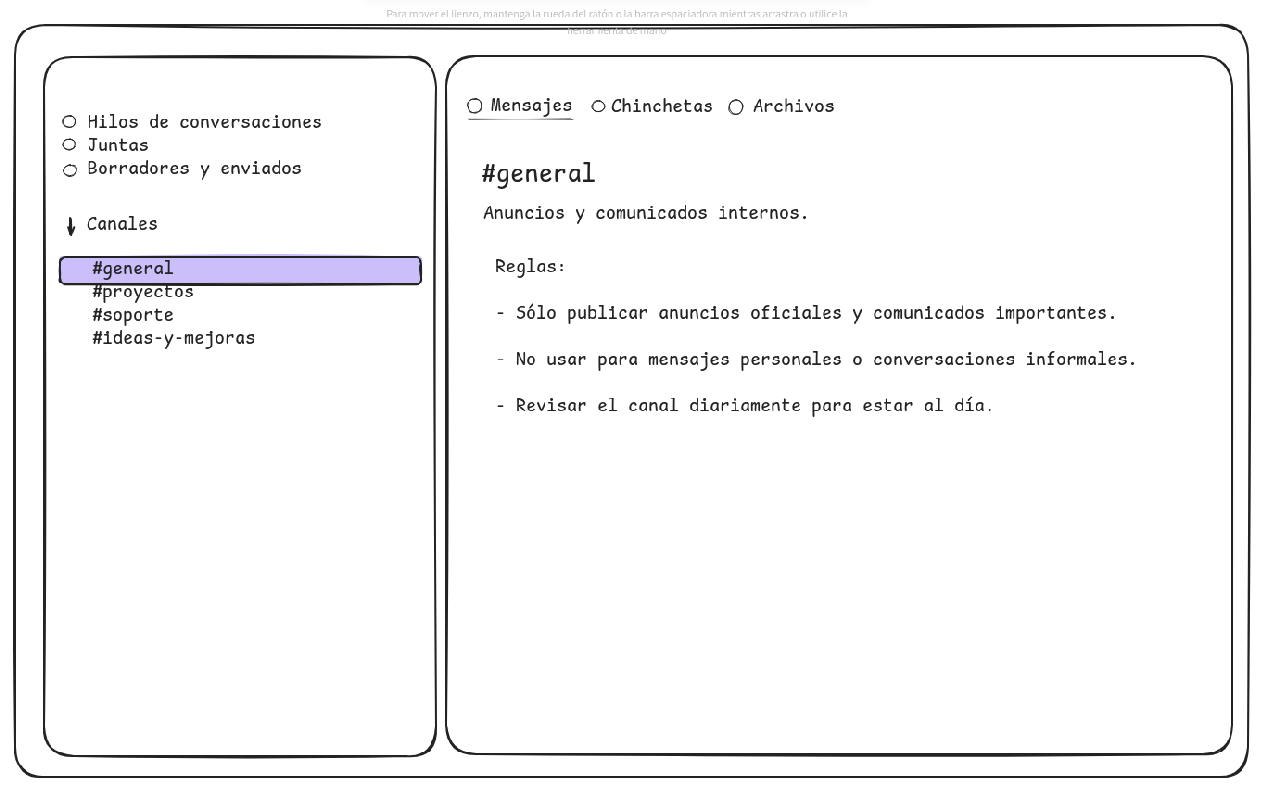 Para mover el lienzo, mantenga la rueda del ratón o la barra espaciadora mientras arrastra o utilice la
herramienta de mano
Hilos de conversaciones
Juntas
Borradores y enviados
Canales
#general
#proyectos
#soporte
#ideas-y-mejoras
Mensajes Chinchetas Archivos
#general
Anuncios y comunicados internos.
Reglas:
- Sólo publicar anuncios oficiales y comunicados importantes.
- No usar para mensajes personales o conversaciones informales.
- Revisar el canal diariamente para estar al día.